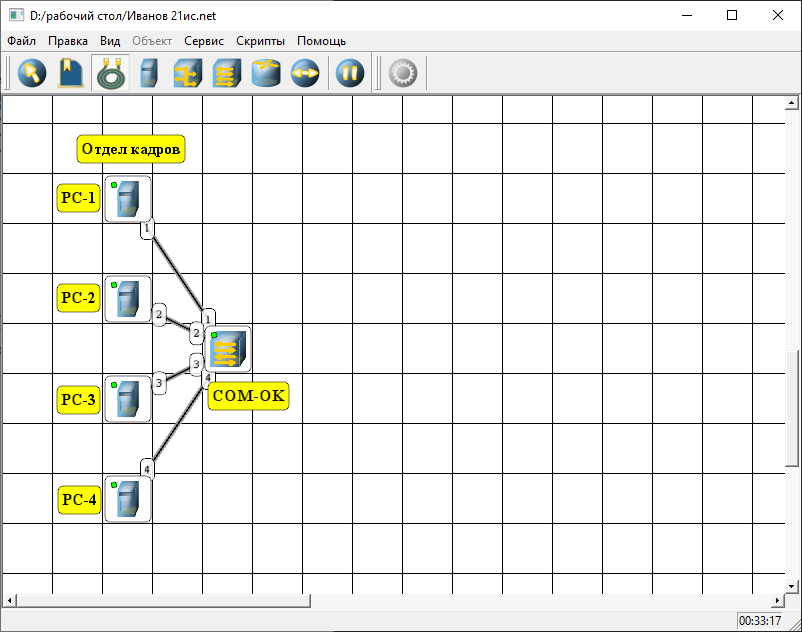 D:/рабочий стол/Иванов 21ис.net
Файл Правка Вид Объект Сервис Скрипты Помощь
Отдел кадров
PC-1
1
1
PC-2
2
2
3
PC-3
3
4
COM-OK
4
PC-4
00:33:17